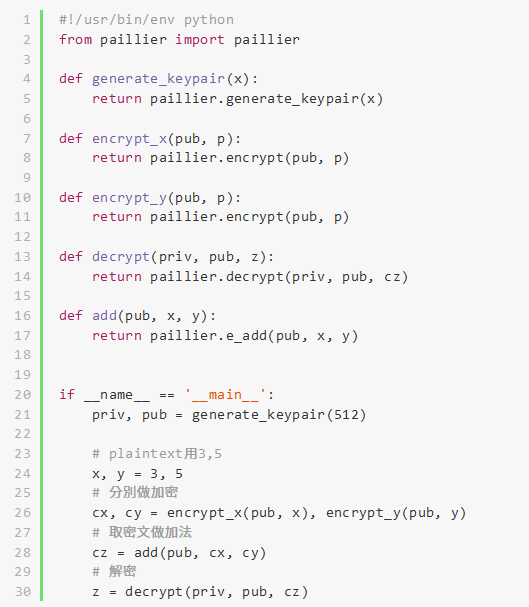 1 #!/usr/bin/env python
2 from paillier import paillier
3
4 def generate_keypair(x):
5     return paillier.generate_keypair(x)
6
7 def encrypt_x(pub, p):
8     return paillier.encrypt(pub, p)
9
10 def encrypt_y(pub, p):
11     return paillier.encrypt(pub, p)
12
13 def decrypt(priv, pub, z):
14     return paillier.decrypt(priv, pub, cz)
15
16 def add(pub, x, y):
17     return paillier.e_add(pub, x, y)
18
19
20 if __name__ == '__main__':
21     priv, pub = generate_keypair(512)
22
23     # plaintext用3,5
24     x, y = 3, 5
25     # 分別做加密
26     cx, cy = encrypt_x(pub, x), encrypt_y(pub, y)
27     # 取密文做加法
28     cz = add(pub, cx, cy)
29     # 解密
30     z = decrypt(priv, pub, cz)